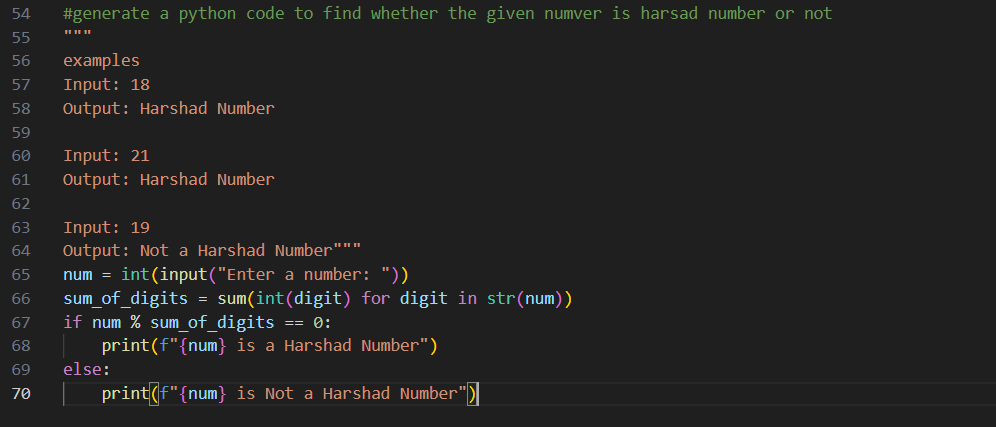 54 #generate a python code to find whether the given numver is harsad number or not
55 """
56 examples
57 Input: 18
58 Output: Harshad Number
59
60 Input: 21
61 Output: Harshad Number
62
63 Input: 19
64 Output: Not a Harshad Number"""
65 num = int(input("Enter a number: "))
66 sum_of_digits = sum(int(digit) for digit in str(num))
67 if num % sum_of_digits == 0:
68     print(f"{num} is a Harshad Number")
69 else:
70     print(f"{num} is Not a Harshad Number")